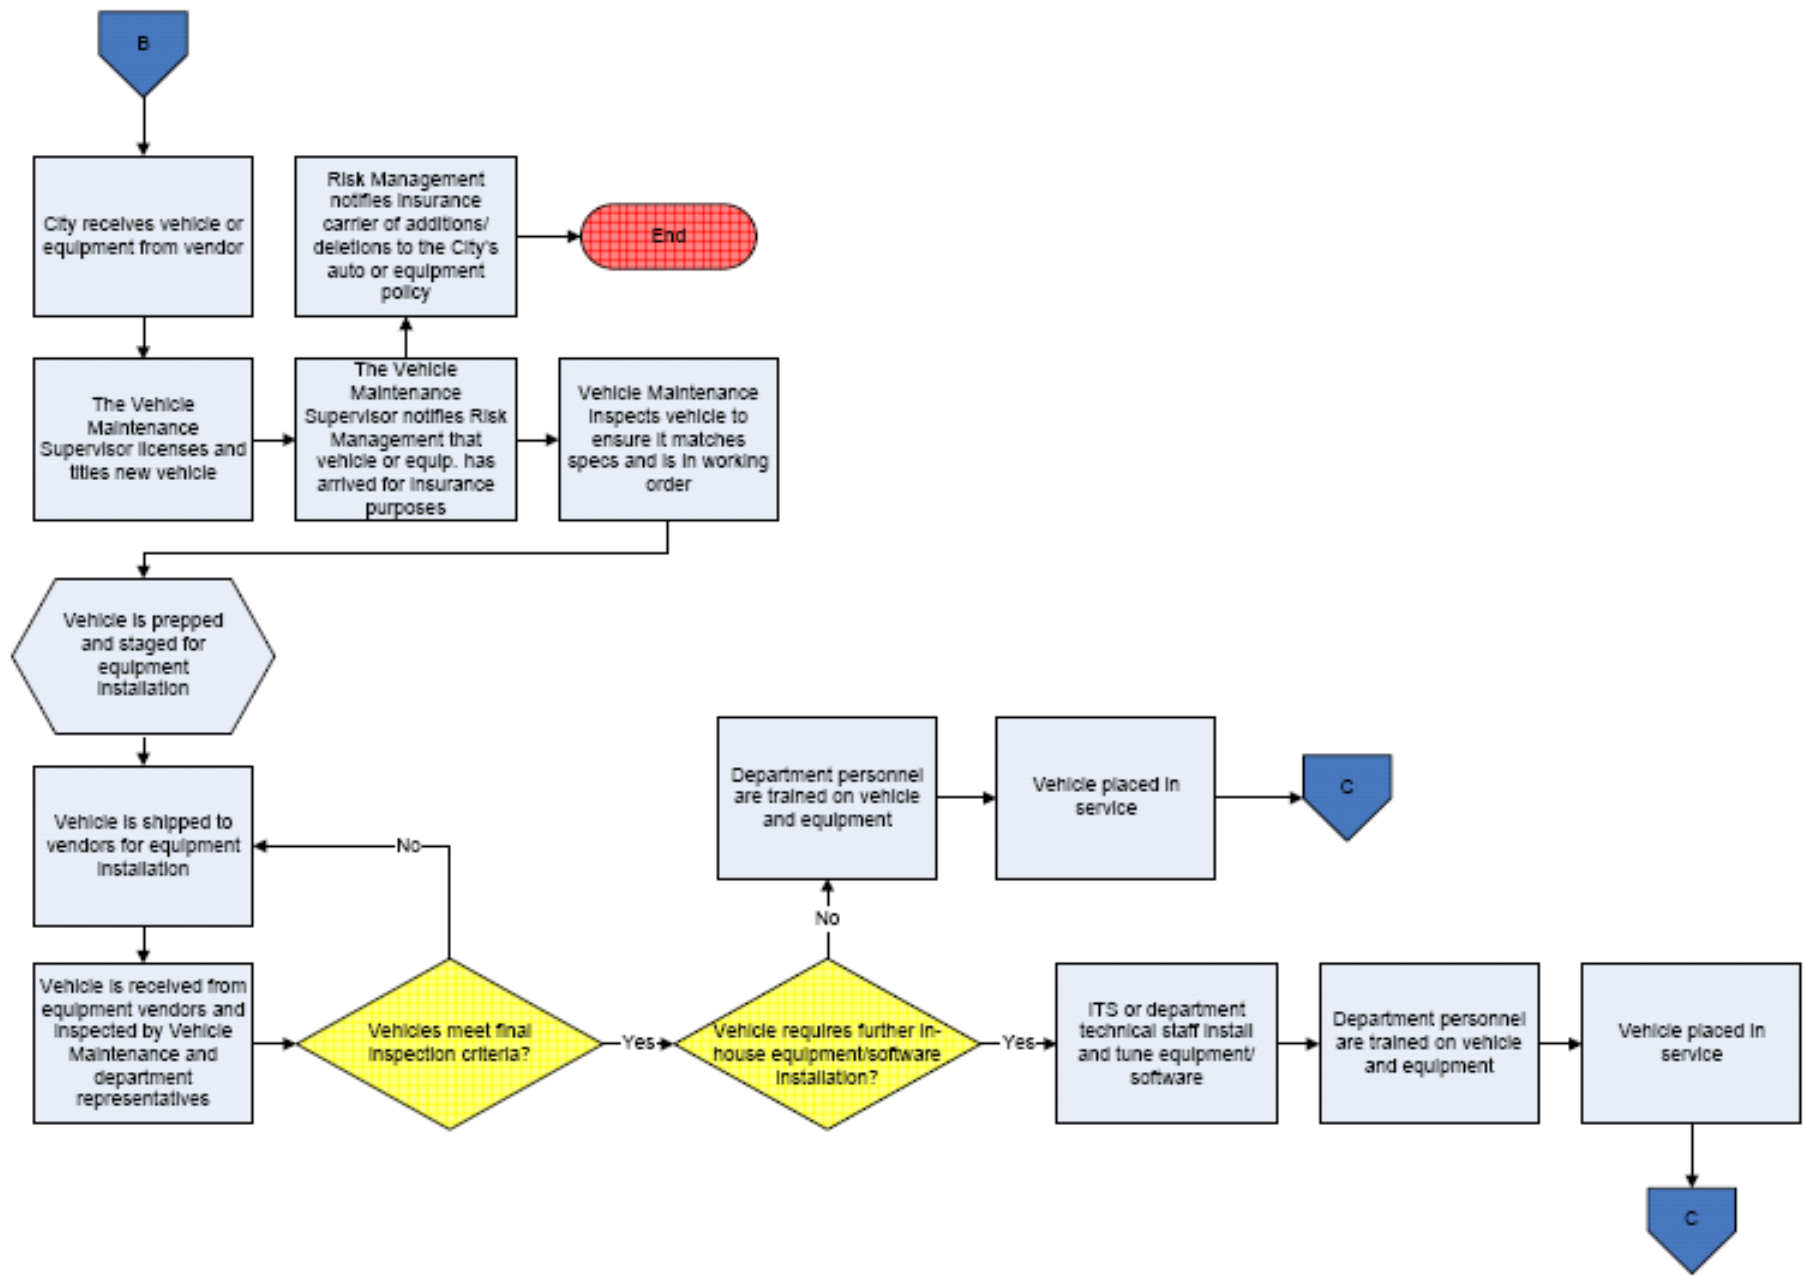 B
City receives vehicle or
equipment from vendor
Risk Management
notifies insurance
carrier of additions/
deletions to the City's
auto or equipment
policy
End
The Vehicle
Maintenance
Supervisor licenses and
titles new vehicle
The Vehicle
Maintenance
Supervisor notifies Risk
Management that
vehicle or equip. has
arrived for insurance
purposes
Vehicle Maintenance
inspects vehicle to
ensure it matches
specs and is in working
order
Vehicle is prepped
and staged for
equipment
installation
Vehicle is shipped to
vendors for equipment
installation
No
Department personnel
are trained on vehicle
and equipment
Vehicle placed in
service
C
No
Vehicle is received from
equipment vendors and
inspected by Vehicle
Maintenance and
department
representatives
Vehicles meet final
inspection criteria?
Yes
Vehicle requires further in-
house equipment/software
installation?
Yes
ITS or department
technical staff install
and tune equipment/
software
Department personnel
are trained on vehicle
and equipment
Vehicle placed in
service
C